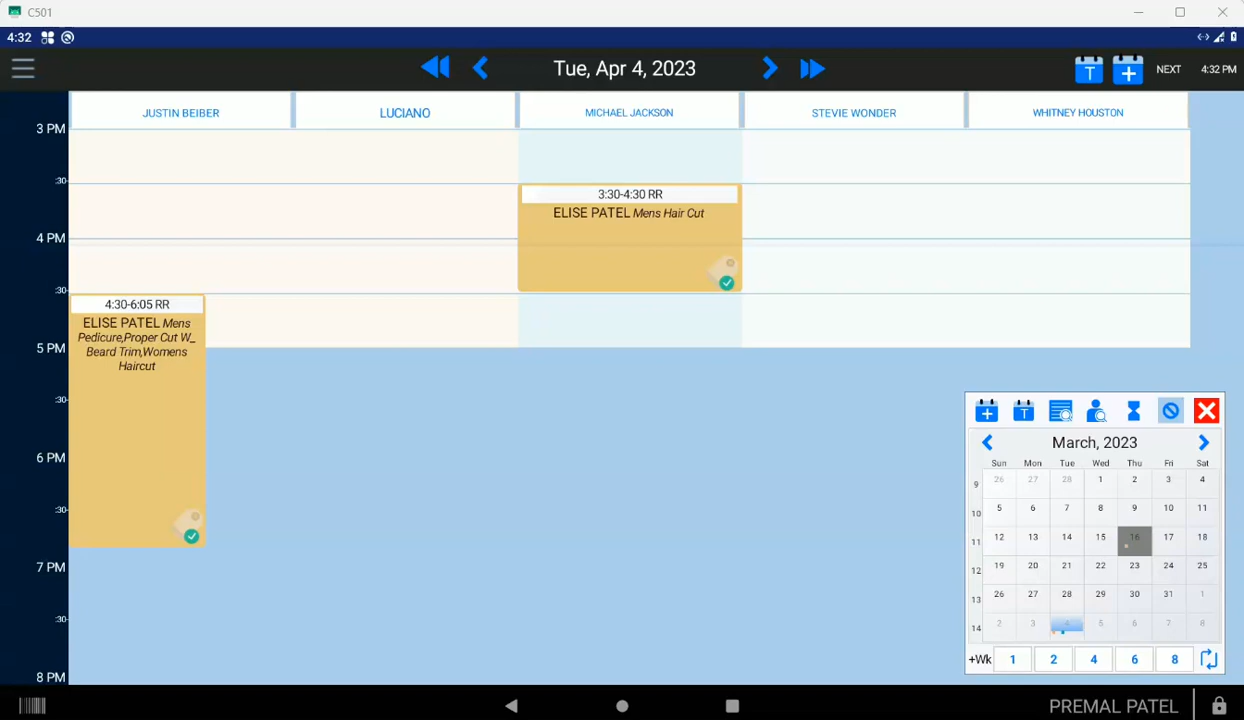 C501
4:32
Tue, Apr 4, 2023
T
NEXT
4:32 PM
JUSTIN BEIBER
LUCIANO
MICHAEL JACKSON
STEVIE WONDER
WHITNEY HOUSTON
3 PM
:30
3:30-4:30 RR
ELISE PATEL Mens Hair Cut
4 PM
:30
4:30-6:05 RR
ELISE PATEL Mens
Pedicure,Proper Cut W_
Beard Trim,Womens
Haircut
5 PM
:30
6 PM
:30
7 PM
:30
8 PM
T
March, 2023
Sun Mon Tue Wed Thu Fri Sat
9 26 27 28 1 2 3 4
10 5 6 7 8 9 10 11
11 12 13 14 15 16 17 18
12 19 20 21 22 23 24 25
13 26 27 28 29 30 31 1
14 2 3 4 5 6 7 8
+Wk 1 2 4 6 8
PREMAL PATEL